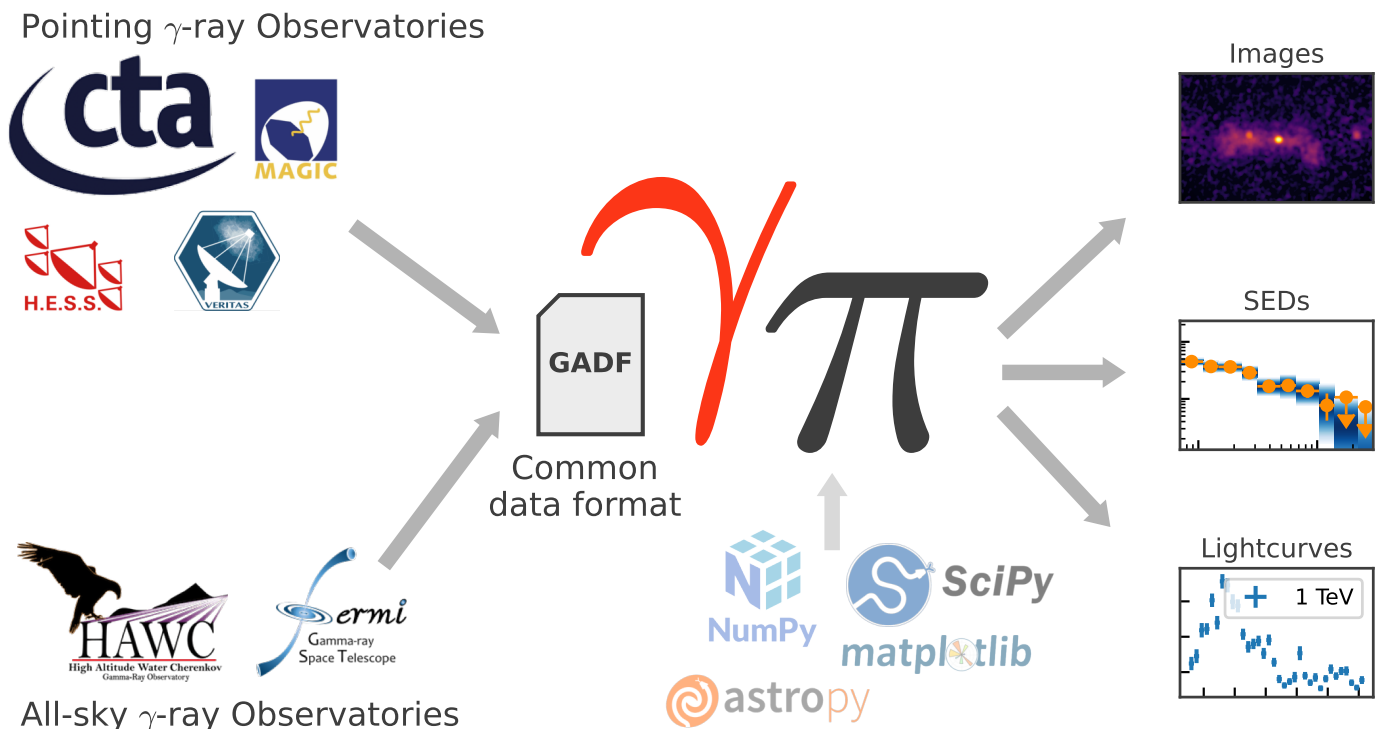 Pointing γ-ray Observatories
cta
MAGIC
H.E.S.S.
VERITAS
GADF
Common
data format
γπ
Images
SEDs
Lightcurves
1 TeV
HAWC
High Altitude Water Cherenkov
Gamma-Ray Observatory
Fermi
Gamma-ray
Space Telescope
All-sky γ-ray Observatories
N
NumPy
SciPy
matplotlib
astropy